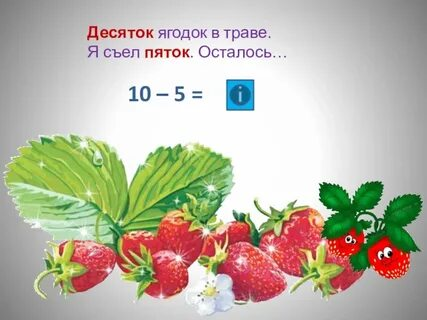 Десяток ягодок в траве.
Я съел пяток. Осталось…
10 – 5 =